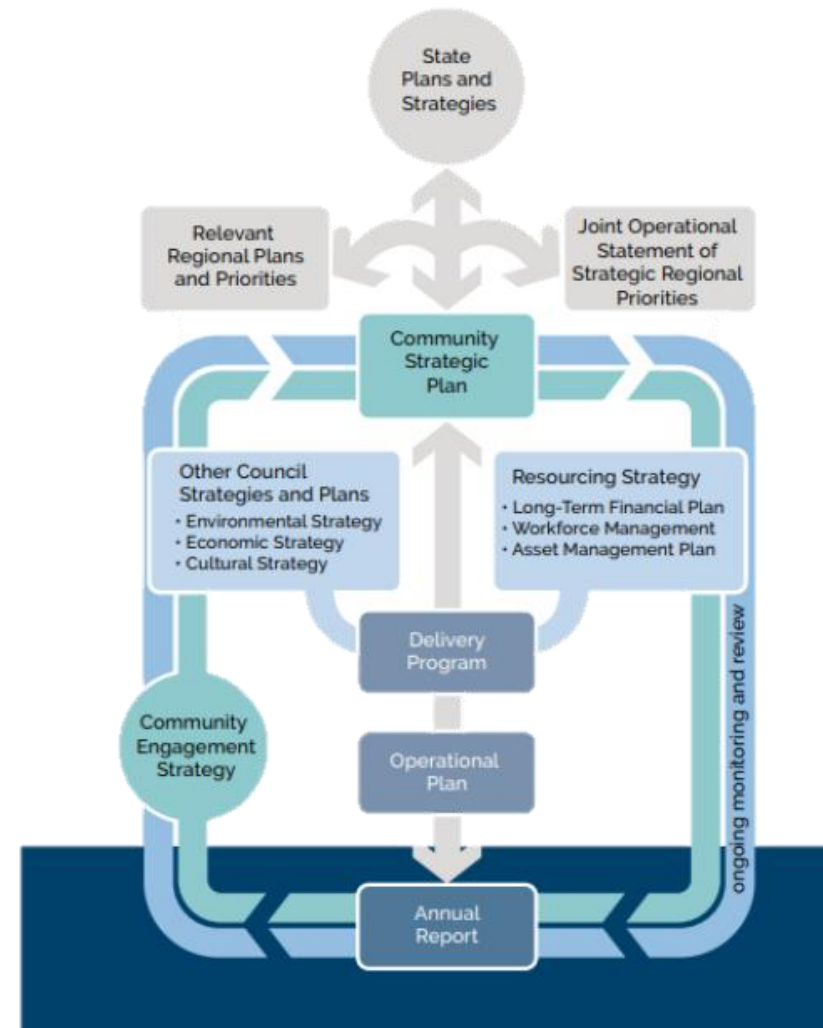 State
Plans and
Strategies
Relevant
Regional Plans
and Priorities
Joint Operational
Statement of
Strategic Regional
Priorities
Community
Strategic
Plan
Other Council
Strategies and Plans
• Environmental Strategy
• Economic Strategy
• Cultural Strategy
Resourcing Strategy
• Long-Term Financial Plan
• Workforce Management
• Asset Management Plan
Delivery
Program
Community
Engagement
Strategy
Operational
Plan
ongoing monitoring and review
Annual
Report